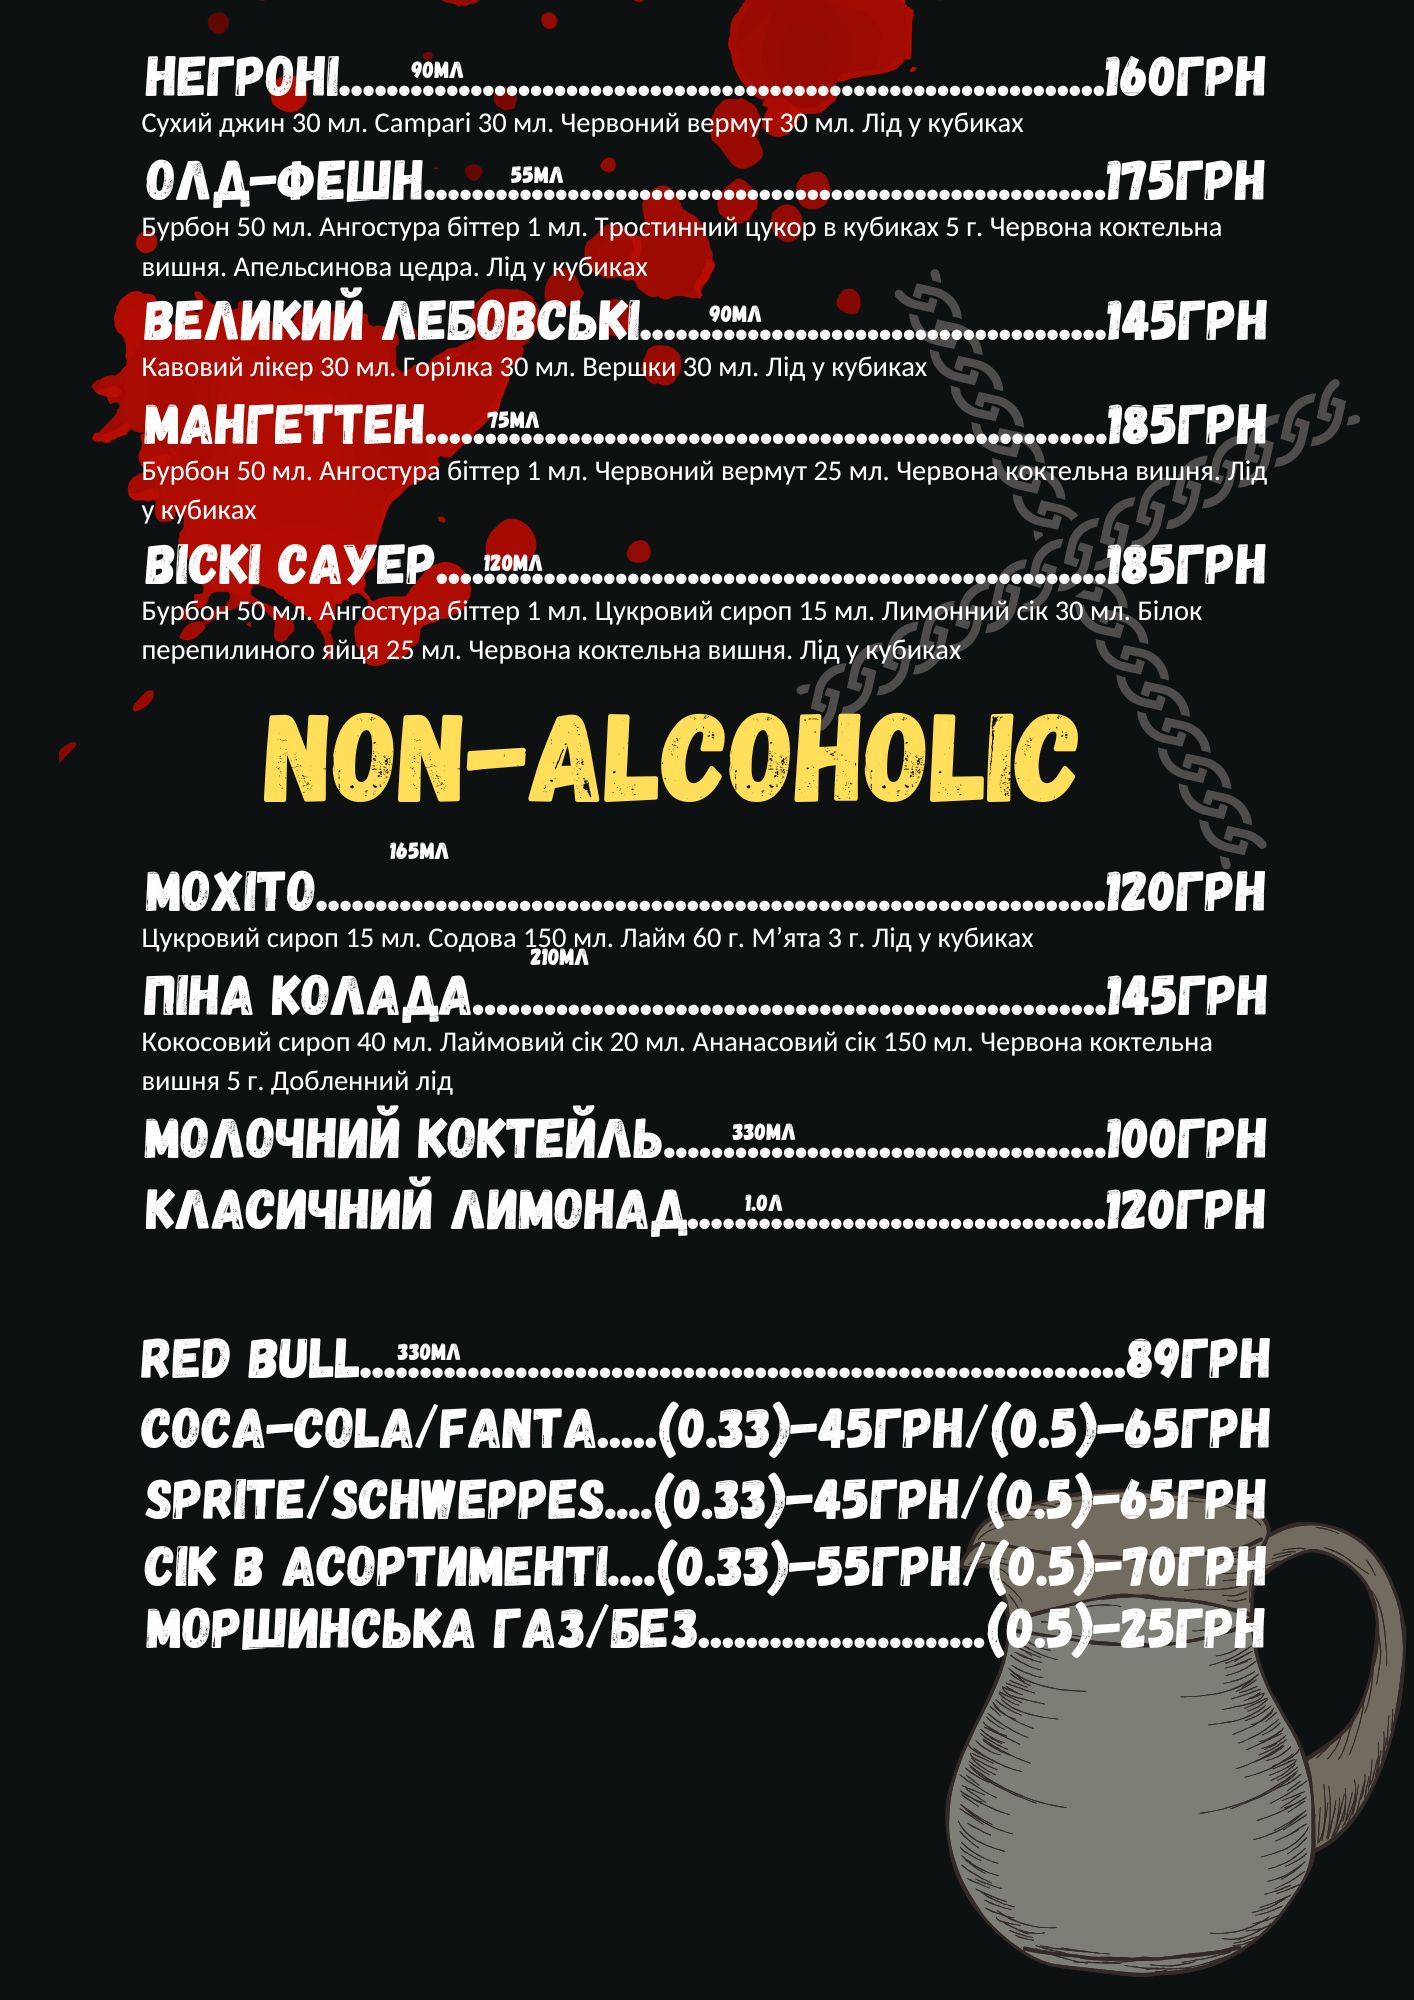 НЕГРОНІ 90МЛ 160ГРН
Сухий джин 30 мл. Campari 30 мл. Червоний вермут 30 мл. Лід у кубиках
ОЛД-ФЕШН 55МЛ 175ГРН
Бурбон 50 мл. Ангостура біттер 1 мл. Тростинний цукор в кубиках 5 г. Червона коктельна
вишня. Апельсинова цедра. Лід у кубиках
ВЕЛИКИЙ ЛЕБОВСЬКІ 90МЛ 145ГРН
Кавовий лікер 30 мл. Горілка 30 мл. Вершки 30 мл. Лід у кубиках
МАНГЕТТЕН 75МЛ 185ГРН
Бурбон 50 мл. Ангостура біттер 1 мл. Червоний вермут 25 мл. Червона коктельна вишня. Лід
у кубиках
ВІСКІ САУЕР 120МЛ 185ГРН
Бурбон 50 мл. Ангостура біттер 1 мл. Цукровий сироп 15 мл. Лимонний сік 30 мл. Білок
перепилиного яйця 25 мл. Червона коктельна вишня. Лід у кубиках
NON-ALCOHOLIC
165МЛ
МОХІТО 120ГРН
Цукровий сироп 15 мл. Содова 150 мл. Лайм 60 г. М’ята 3 г. Лід у кубиках
210МЛ
ПІНА КОЛАДА 145ГРН
Кокосовий сироп 40 мл. Лаймовий сік 20 мл. Ананасовий сік 150 мл. Червона коктельна
вишня 5 г. Добленний лід
МОЛОЧНИЙ КОКТЕЙЛЬ 330МЛ 100ГРН
КЛАСИЧНИЙ ЛИМОНАД 1.0Л 120ГРН
RED BULL 330МЛ 89ГРН
COCA-COLA/FANTA.....(0.33)-45ГРН/(0.5)-65ГРН
SPRITE/SCHWEPPES....(0.33)-45ГРН/(0.5)-65ГРН
СІК В АСОРТИМЕНТІ....(0.33)-55ГРН/(0.5)-70ГРН
МОРШИНСЬКА ГАЗ/БЕЗ........................(0.5)-25ГРН